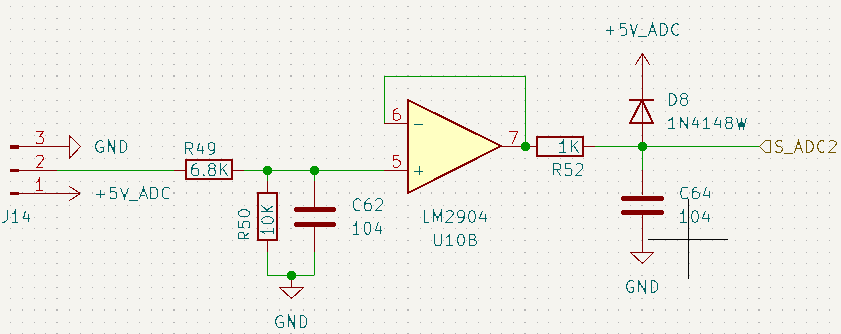 +5V_ADC
D8
1N4148W
3
GND
2
1
+5V_ADC
J14
R49
6.8K
R50
10K
C62
104
GND
6
-
5
+
7
LM2904
U10B
1K
R52
S_ADC2
C64
104
GND